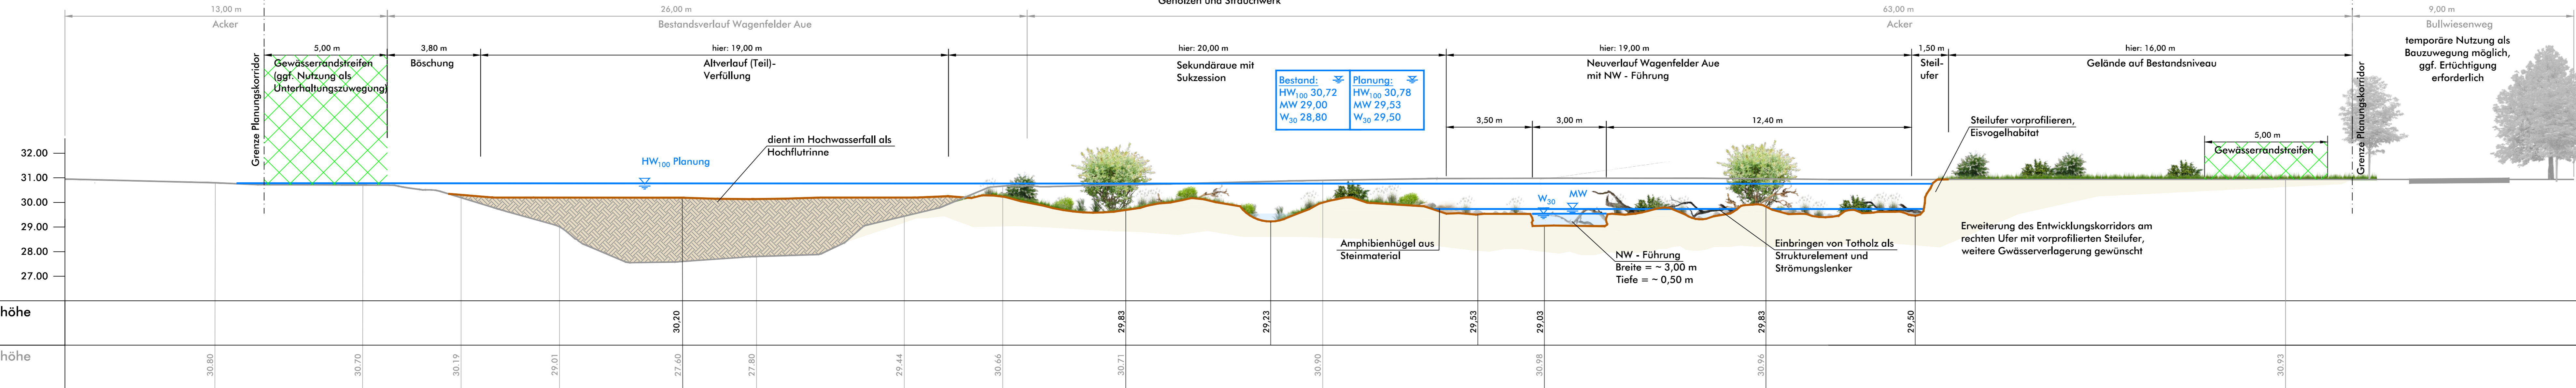 Gehölzen und Strauchwerk
13,00 m
26,00 m
63,00 m
9,00 m
Acker
Bestandsverlauf Wagenfelder Aue
Acker
Bullwiesenweg
5,00 m
3,80 m
hier: 19,00 m
hier: 20,00 m
hier: 19,00 m
1,50 m
hier: 16,00 m
Grenze Planungskorridor
Gewässerrandstreifen
(ggf. Nutzung als
Unterhaltungszuwegung)
Böschung
Altverlauf (Teil)-
Verfüllung
Sekundäraue mit
Sukzession
Bestand:
HW100 30,72
MW 29,00
W30 28,80
Planung:
HW100 30,78
MW 29,53
W30 29,50
Neuverlauf Wagenfelder Aue
mit NW - Führung
Steil-
ufer
Gelände auf Bestandsniveau
Grenze Planungskorridor
temporäre Nutzung als
Bauzuwegung möglich,
ggf. Ertüchtigung
erforderlich
3,50 m
3,00 m
12,40 m
Steilufer vorprofilieren,
Eisvogelhabitat
5,00 m
Gewässerrandstreifen
dient im Hochwasserfall als
Hochflutrinne
HW100 Planung
W30
MW
32.00
31.00
30.00
29.00
28.00
27.00
Amphibienhügel aus
Steinmaterial
NW - Führung
Breite = ~ 3,00 m
Tiefe = ~ 0,50 m
Einbringen von Totholz als
Strukturelement und
Strömungslenker
Erweiterung des Entwicklungskorridors am
rechten Ufer mit vorprofilierten Steilufer,
weitere Gwässerverlagerung gewünscht
höhe
30,20
29,83
29,23
29,53
29,03
29,83
29,50
höhe
30.80
30.70
30.19
29.01
27.60
27.80
29.44
30.66
30.71
30.90
30.98
30.96
30.93